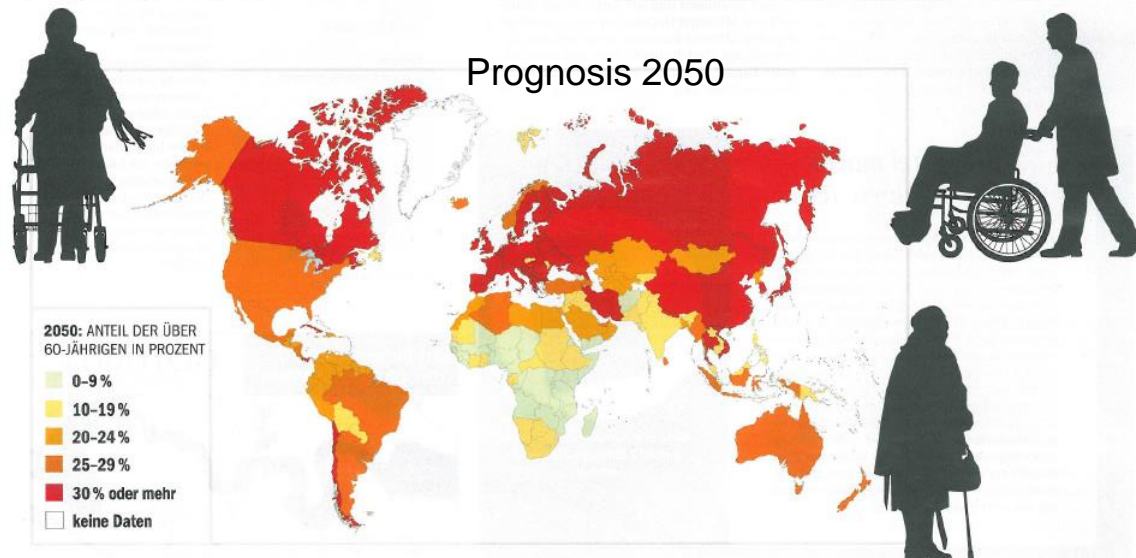 Prognosis 2050
2050: ANTEIL DER ÜBER
60-JÄHRIGEN IN PROZENT
0–9 %
10–19 %
20–24 %
25–29 %
30 % oder mehr
keine Daten